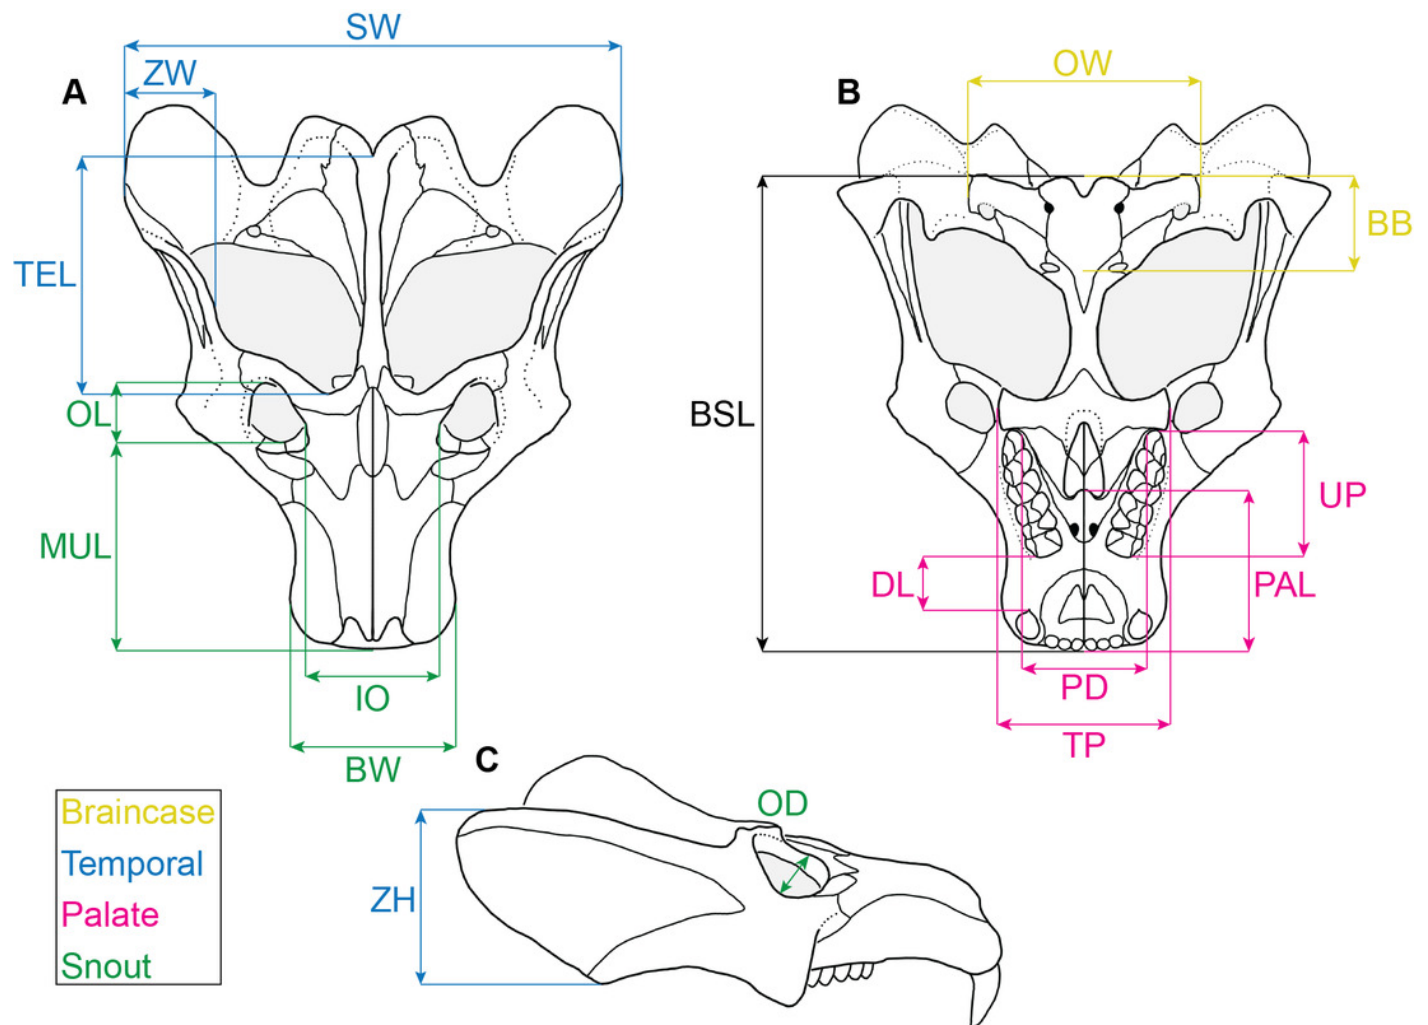 SW
ZW
A
TEL
OL
MUL
IO
BW
B
OW
BB
BSL
UP
DL
PAL
PD
TP
C
OD
ZH
Braincase
Temporal
Palate
Snout